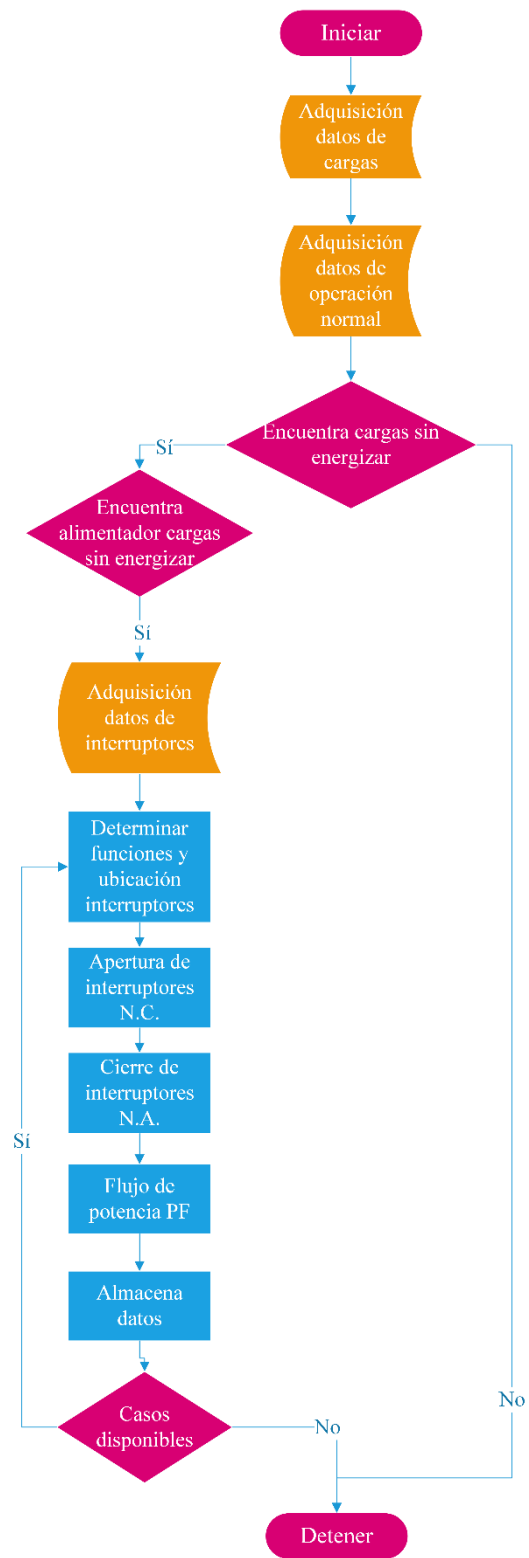 Iniciar
Adquisición
datos de
cargas
Adquisición
datos de
operación
normal
Encuentra cargas sin
energizar
Sí
Encuentra
alimentador cargas
sin energizar
Sí
Adquisición
datos de
interruptores
Determinar
funciones y
ubicación
interruptores
Apertura de
interruptores
N.C.
Cierre de
interruptores
N.A.
Sí
Flujo de
potencia PF
Almacena
datos
Casos
disponibles
No
No
Detener